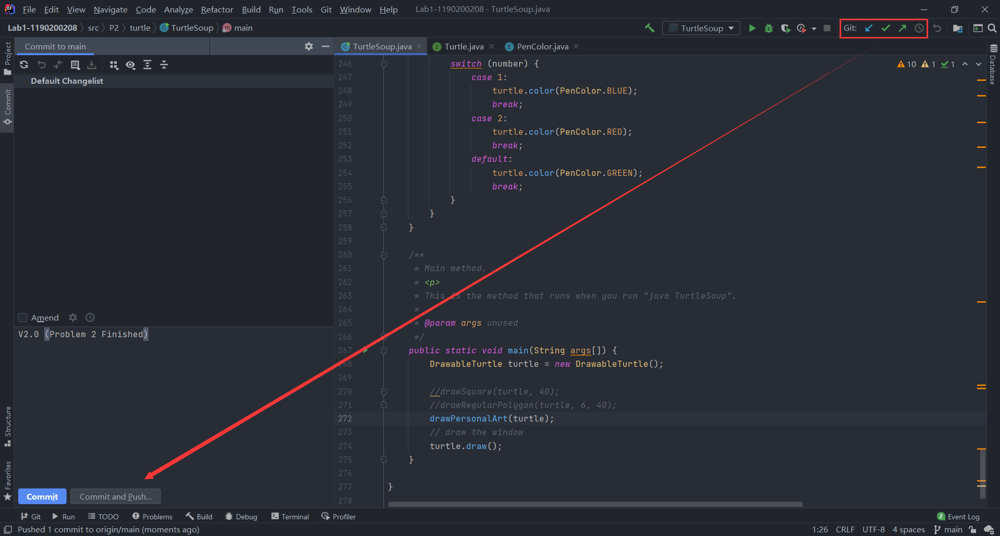 File Edit View Navigate Code Analyze Refactor Build Run Tools Git Window Help Lab1-1190200208 - TurtleSoup.java
Lab1-1190200208 src P2 turtle TurtleSoup main TurtleSoup Git:
Project
Commit
Structure
Favorites
Commit to main
Default Changelist
Amend
V2.0 (Problem 2 Finished)
Commit Commit and Push...
TurtleSoup.java Turtle.java PenColor.java
10 1 1
Database
246 switch (number) {
247 case 1:
248 turtle.color(PenColor.BLUE);
249 break;
250 case 2:
251 turtle.color(PenColor.RED);
252 break;
253 default:
254 turtle.color(PenColor.GREEN);
255 break;
256 }
257 }
258 }
259
260 /**
261 * Main method.
262 * <p>
263 * This is the method that runs when you run "java TurtleSoup".
264 *
265 * @param args unused
266 */
267 public static void main(String args[]) {
268 DrawableTurtle turtle = new DrawableTurtle();
269
270 //drawSquare(turtle, 40);
271 //drawRegularPolygon(turtle, 6, 40);
272 drawPersonalArt(turtle);
273 // draw the window
274 turtle.draw();
275 }
276
277 }
278
Git Run TODO Problems Build Debug Terminal Profiler 2 Event Log
Pushed 1 commit to origin/main (moments ago) 1:26 CRLF UTF-8 4 spaces main